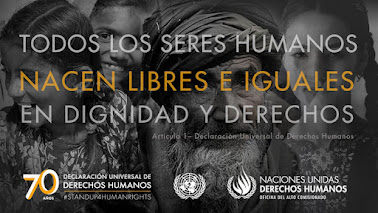 TODOS LOS SERES HUMANOS
NACEN LIBRES E IGUALES
EN DIGNIDAD Y DERECHOS
Artículo 1– Declaración Universal de Derechos Humanos
70 AÑOS
DECLARACIÓN UNIVERSAL DE
DERECHOS HUMANOS
#STANDUP4HUMANRIGHTS
NACIONES UNIDAS
DERECHOS HUMANOS
OFICINA DEL ALTO COMISIONADO